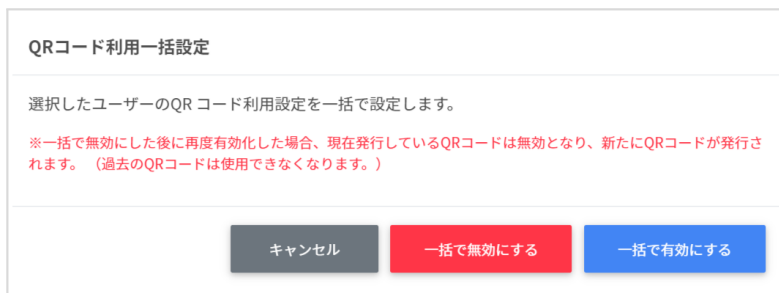 QRコード利用一括設定
選択したユーザーのQR コード利用設定を一括で設定します。
※一括で無効にした後に再度有効化した場合、現在発行しているQRコードは無効となり、新たにQRコードが発行さ
れます。（過去のQRコードは使用できなくなります。）
キャンセル 一括で無効にする 一括で有効にする